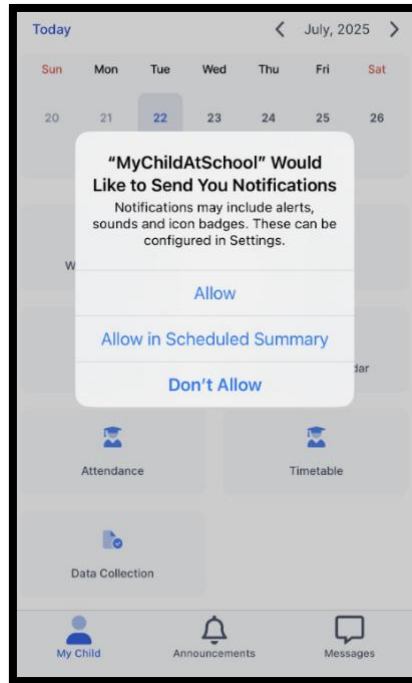 Today < July, 2025 >
Sun Mon Tue Wed Thu Fri Sat
20 21 22 23 24 25 26
“MyChildAtSchool” Would
Like to Send You Notifications
Notifications may include alerts,
sounds and icon badges. These can be
configured in Settings.
W
Allow
Allow in Scheduled Summary
dar
Don’t Allow
Attendance Timetable
Data Collection
My Child Announcements Messages